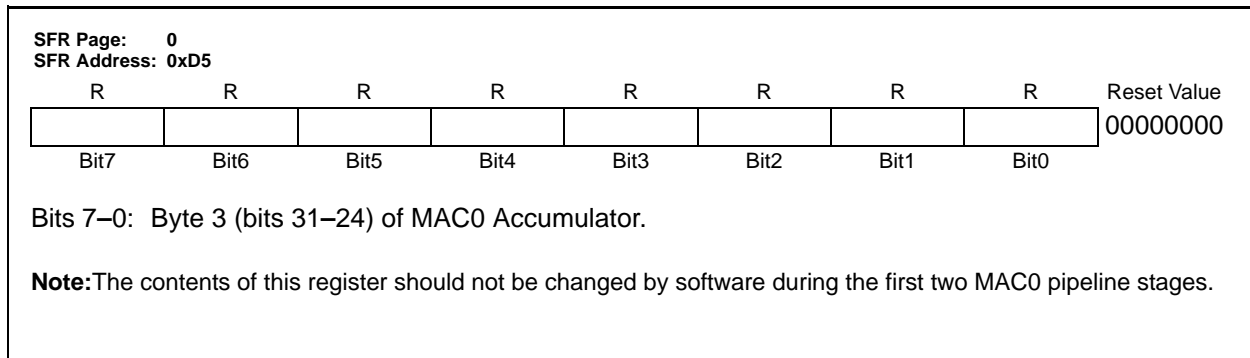 SFR Page: 0
SFR Address: 0xD5
R R R R R R R R Reset Value
00000000
Bit7 Bit6 Bit5 Bit4 Bit3 Bit2 Bit1 Bit0
Bits 7–0: Byte 3 (bits 31–24) of MAC0 Accumulator.
Note:The contents of this register should not be changed by software during the first two MAC0 pipeline stages.